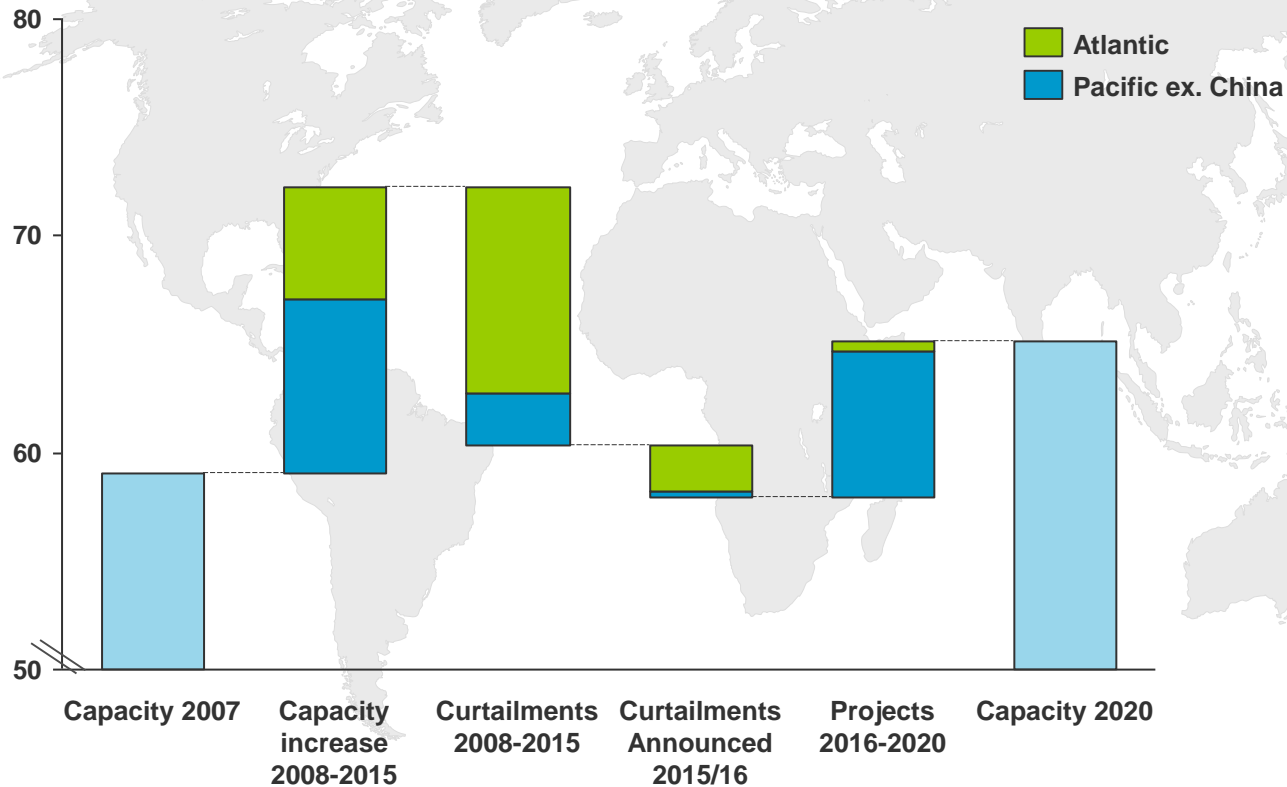 80
70
60
50
Atlantic
Pacific ex. China
Capacity 2007
Capacity
increase
2008-2015
Curtailments
2008-2015
Curtailments
Announced
2015/16
Projects
2016-2020
Capacity 2020